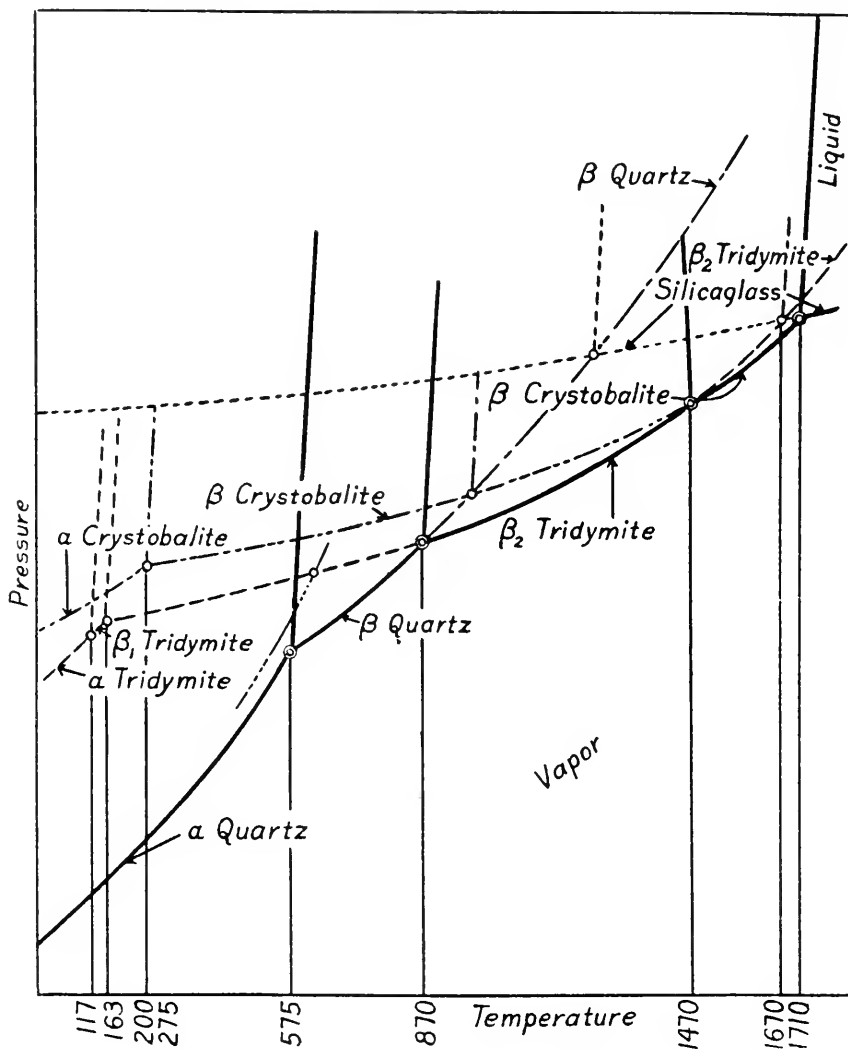 Liquid
β Quartz
β₂ Tridymite
Silicaglass
β Crystobalite
β Crystobalite
α Crystobalite
β₂ Tridymite
Pressure
β Quartz
β₁ Tridymite
α Tridymite
Vapor
α Quartz
117
163
200
275
575
870
Temperature
1470
1670
1710